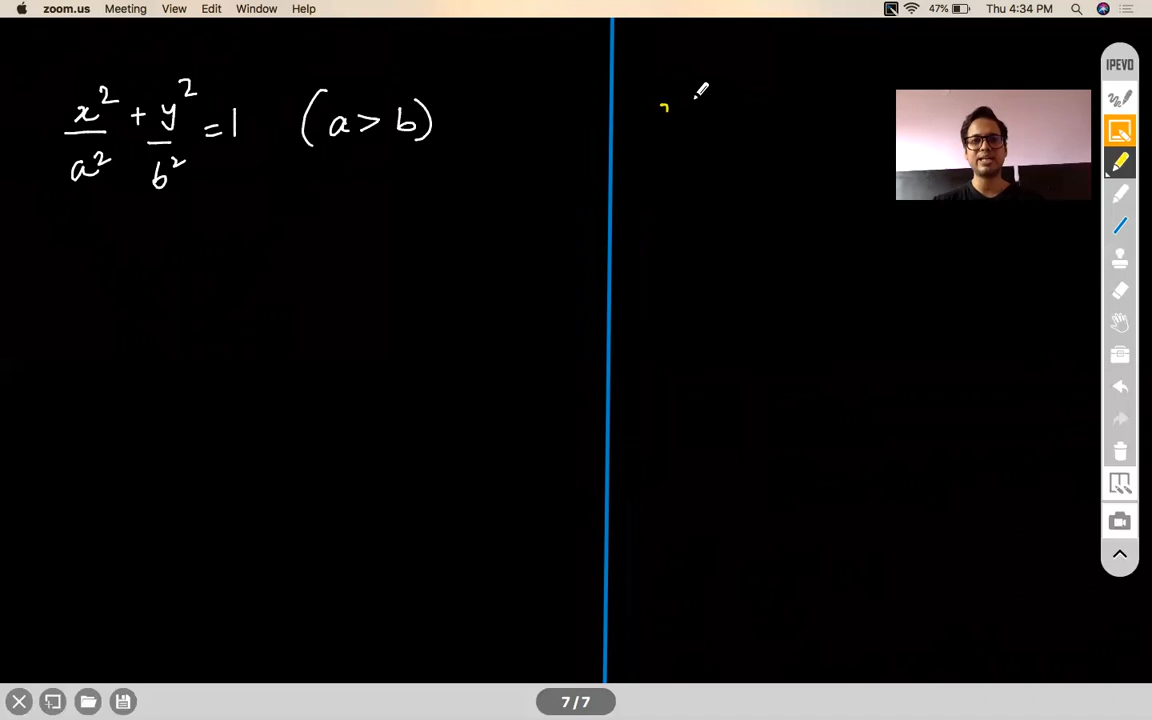 zoom.us Meeting View Edit Window Help 47% Thu 4:34 PM
IPEVO
x²/a² + y²/b² = 1 (a > b)
7/7